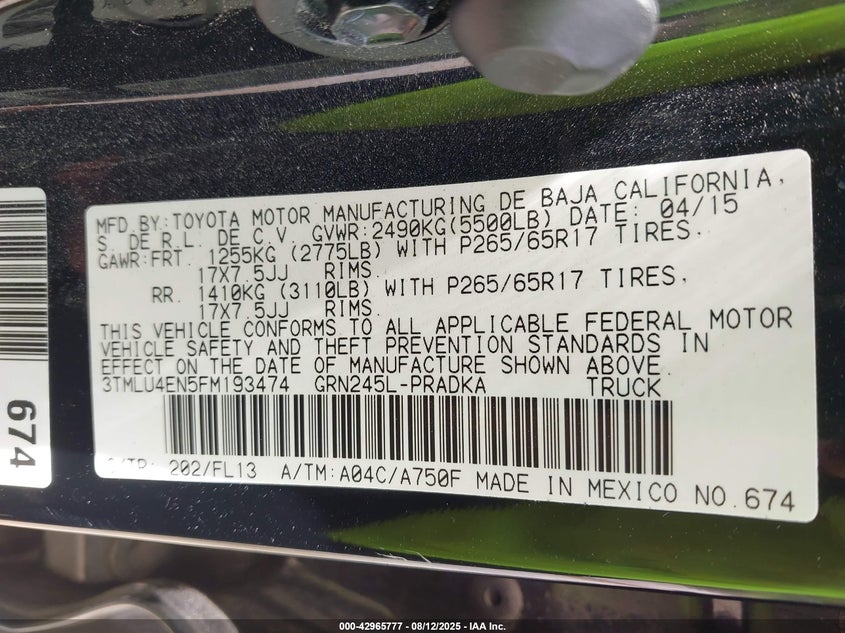 MFD.BY:TOYOTA MOTOR MANUFACTURING DE BAJA CALIFORNIA,
S. DE R.L. DE C.V. GVWR:2490KG(5500LB) DATE: 04/15
GAWR:FRT. 1255KG (2775LB) WITH P265/65R17 TIRES,
17X7.5JJ RIMS.
RR. 1410KG (3110LB) WITH P265/65R17 TIRES,
17X7.5JJ RIMS.
THIS VEHICLE CONFORMS TO ALL APPLICABLE FEDERAL MOTOR
VEHICLE SAFETY AND THEFT PREVENTION STANDARDS IN
EFFECT ON THE DATE OF MANUFACTURE SHOWN ABOVE.
3TMLU4EN5FM193474 GRN245L-PRADKA TRUCK
C/TR: 202/FL13 A/TM:A04C/A750F MADE IN MEXICO NO.674
674
000-42965777 - 08/12/2025 - IAA Inc.